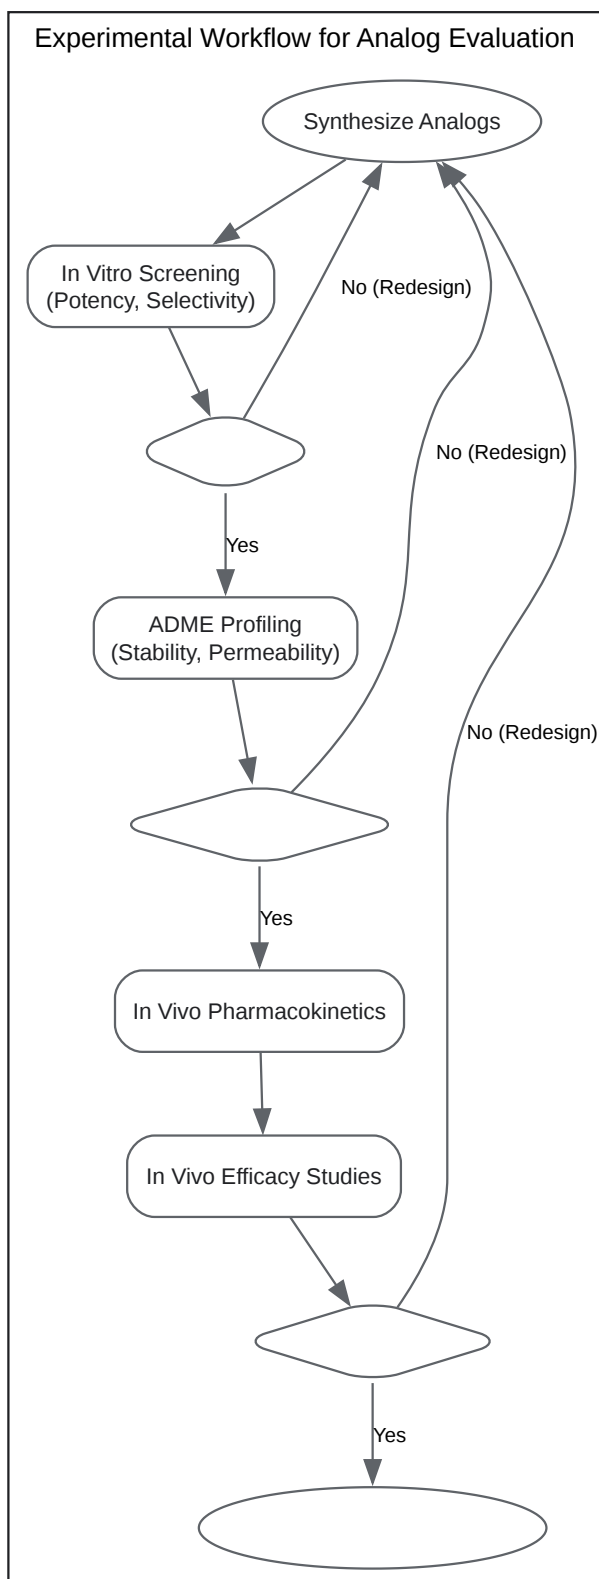 Experimental Workflow for Analog Evaluation
Synthesize Analogs
In Vitro Screening
(Potency, Selectivity)
No (Redesign)
No (Redesign)
Yes
ADME Profiling
(Stability, Permeability)
No (Redesign)
Yes
In Vivo Pharmacokinetics
In Vivo Efficacy Studies
Yes